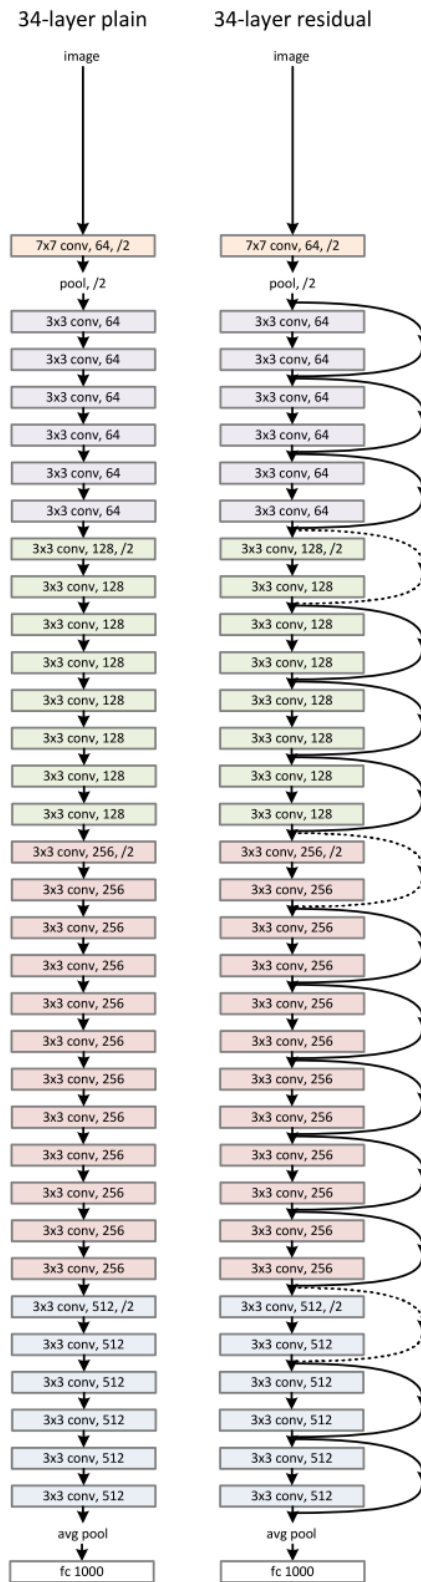 34-layer plain
image
7x7 conv, 64, /2
pool, /2
3x3 conv, 64
3x3 conv, 64
3x3 conv, 64
3x3 conv, 64
3x3 conv, 64
3x3 conv, 64
3x3 conv, 128, /2
3x3 conv, 128
3x3 conv, 128
3x3 conv, 128
3x3 conv, 128
3x3 conv, 128
3x3 conv, 128
3x3 conv, 128
3x3 conv, 256, /2
3x3 conv, 256
3x3 conv, 256
3x3 conv, 256
3x3 conv, 256
3x3 conv, 256
3x3 conv, 256
3x3 conv, 256
3x3 conv, 256
3x3 conv, 256
3x3 conv, 256
3x3 conv, 256
3x3 conv, 512, /2
3x3 conv, 512
3x3 conv, 512
3x3 conv, 512
3x3 conv, 512
3x3 conv, 512
avg pool
fc 1000
34-layer residual
image
7x7 conv, 64, /2
pool, /2
3x3 conv, 64
3x3 conv, 64
3x3 conv, 64
3x3 conv, 64
3x3 conv, 64
3x3 conv, 64
3x3 conv, 128, /2
3x3 conv, 128
3x3 conv, 128
3x3 conv, 128
3x3 conv, 128
3x3 conv, 128
3x3 conv, 128
3x3 conv, 128
3x3 conv, 256, /2
3x3 conv, 256
3x3 conv, 256
3x3 conv, 256
3x3 conv, 256
3x3 conv, 256
3x3 conv, 256
3x3 conv, 256
3x3 conv, 256
3x3 conv, 256
3x3 conv, 256
3x3 conv, 256
3x3 conv, 512, /2
3x3 conv, 512
3x3 conv, 512
3x3 conv, 512
3x3 conv, 512
3x3 conv, 512
avg pool
fc 1000